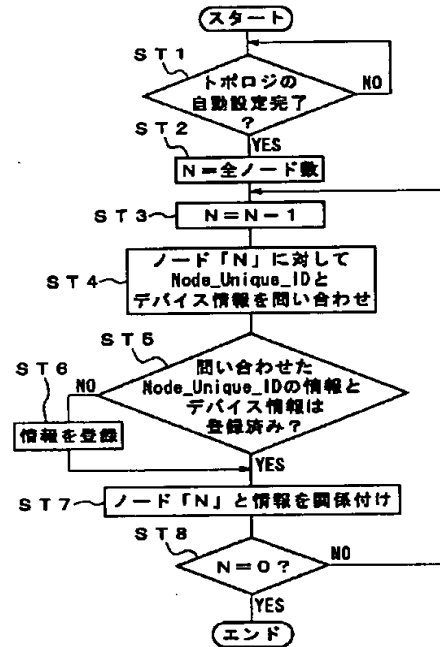 スタート
ST1
トポロジの
自動設定完了
?
NO
YES
ST2
N=全ノード数
ST3
N=N-1
ST4
ノード「N」に対して
Node_Unique_IDと
デバイス情報を問い合わせ
ST5
問い合わせた
Node_Unique_IDの情報と
デバイス情報は
登録済み?
NO
ST6
情報を登録
YES
ST7
ノード「N」と情報を関係付け
ST8
N=0?
NO
YES
エンド